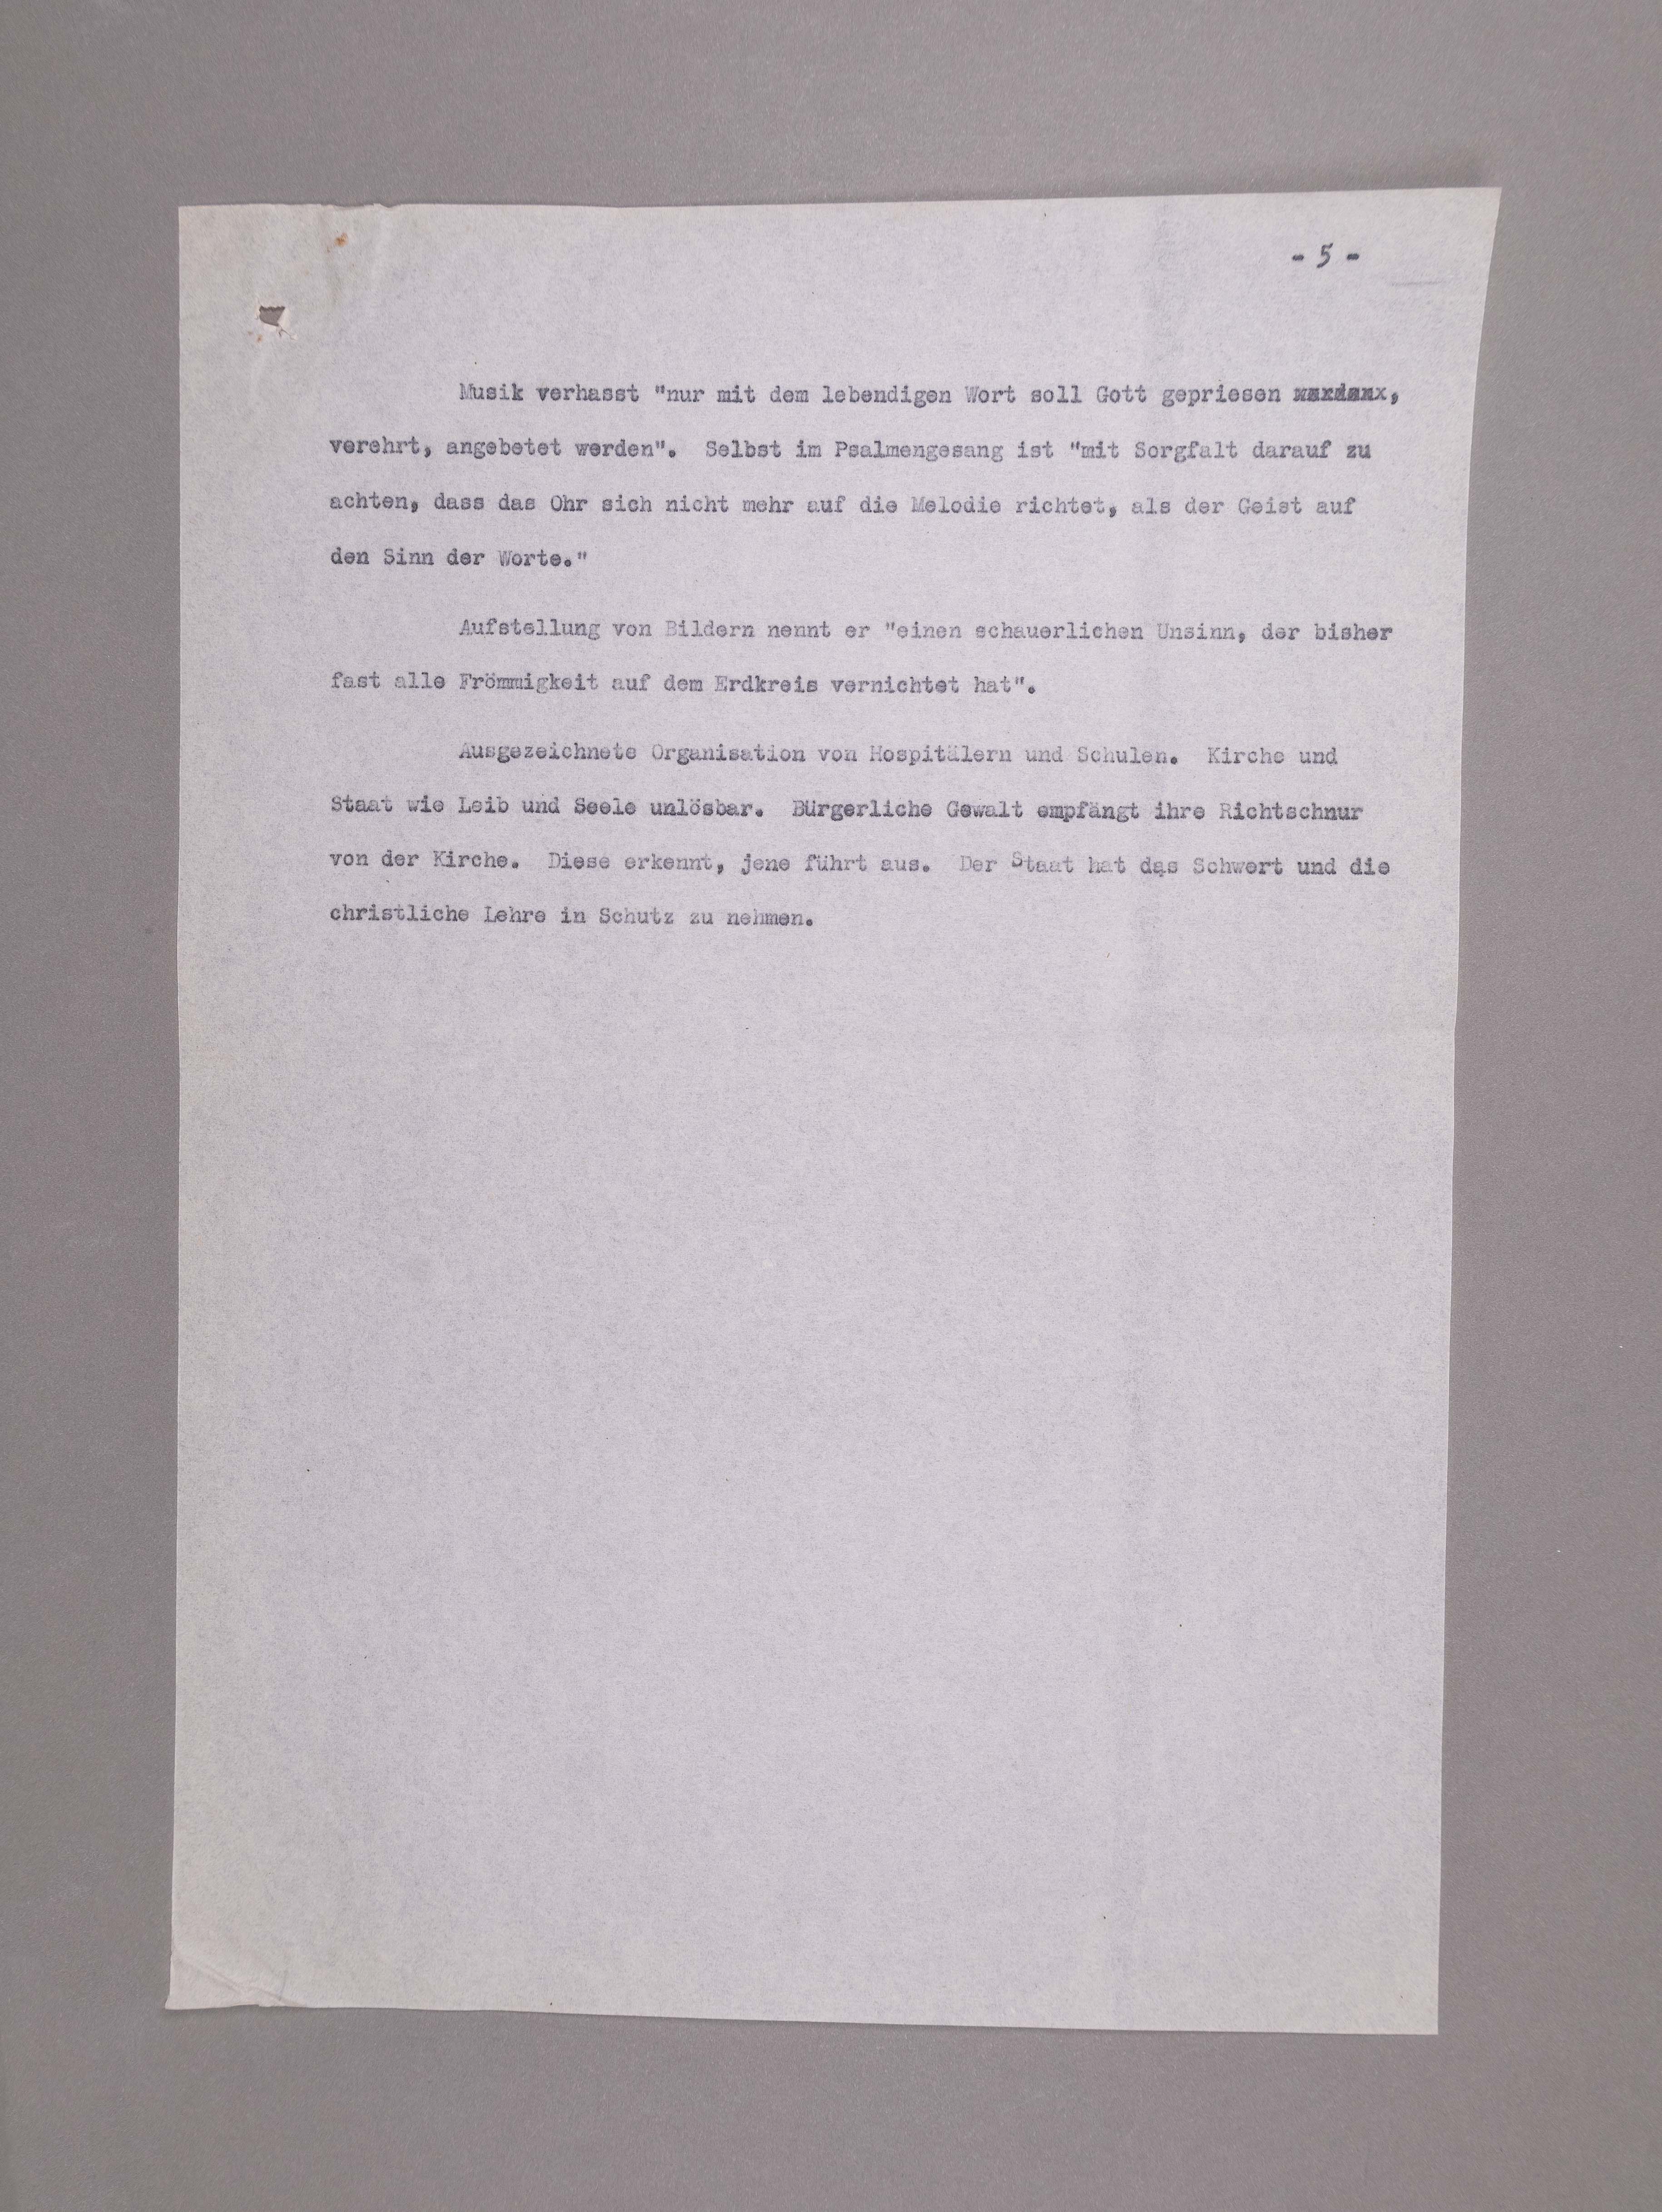 - 5 -
Musik verhasst "nur mit dem lebendigen Wort soll Gott gepriesen werden,
verehrt, angebetet werden". Selbst im Psalmengesang ist "mit Sorgfalt darauf zu
achten, dass das Ohr sich nicht mehr auf die Melodie richtet, als der Geist auf
den Sinn der Worte."
Aufstellung von Bildern nennt er "einen schauerlichen Unsinn, der bisher
fast alle Frömmigkeit auf dem Erdkreis vernichtet hat".
Ausgezeichnete Organisation von Hospitälern und Schulen. Kirche und
Staat wie Leib und Seele unlösbar. Bürgerliche Gewalt empfängt ihre Richtschnur
von der Kirche. Diese erkennt, jene führt aus. Der Staat hat das Schwert und die
christliche Lehre in Schutz zu nehmen.